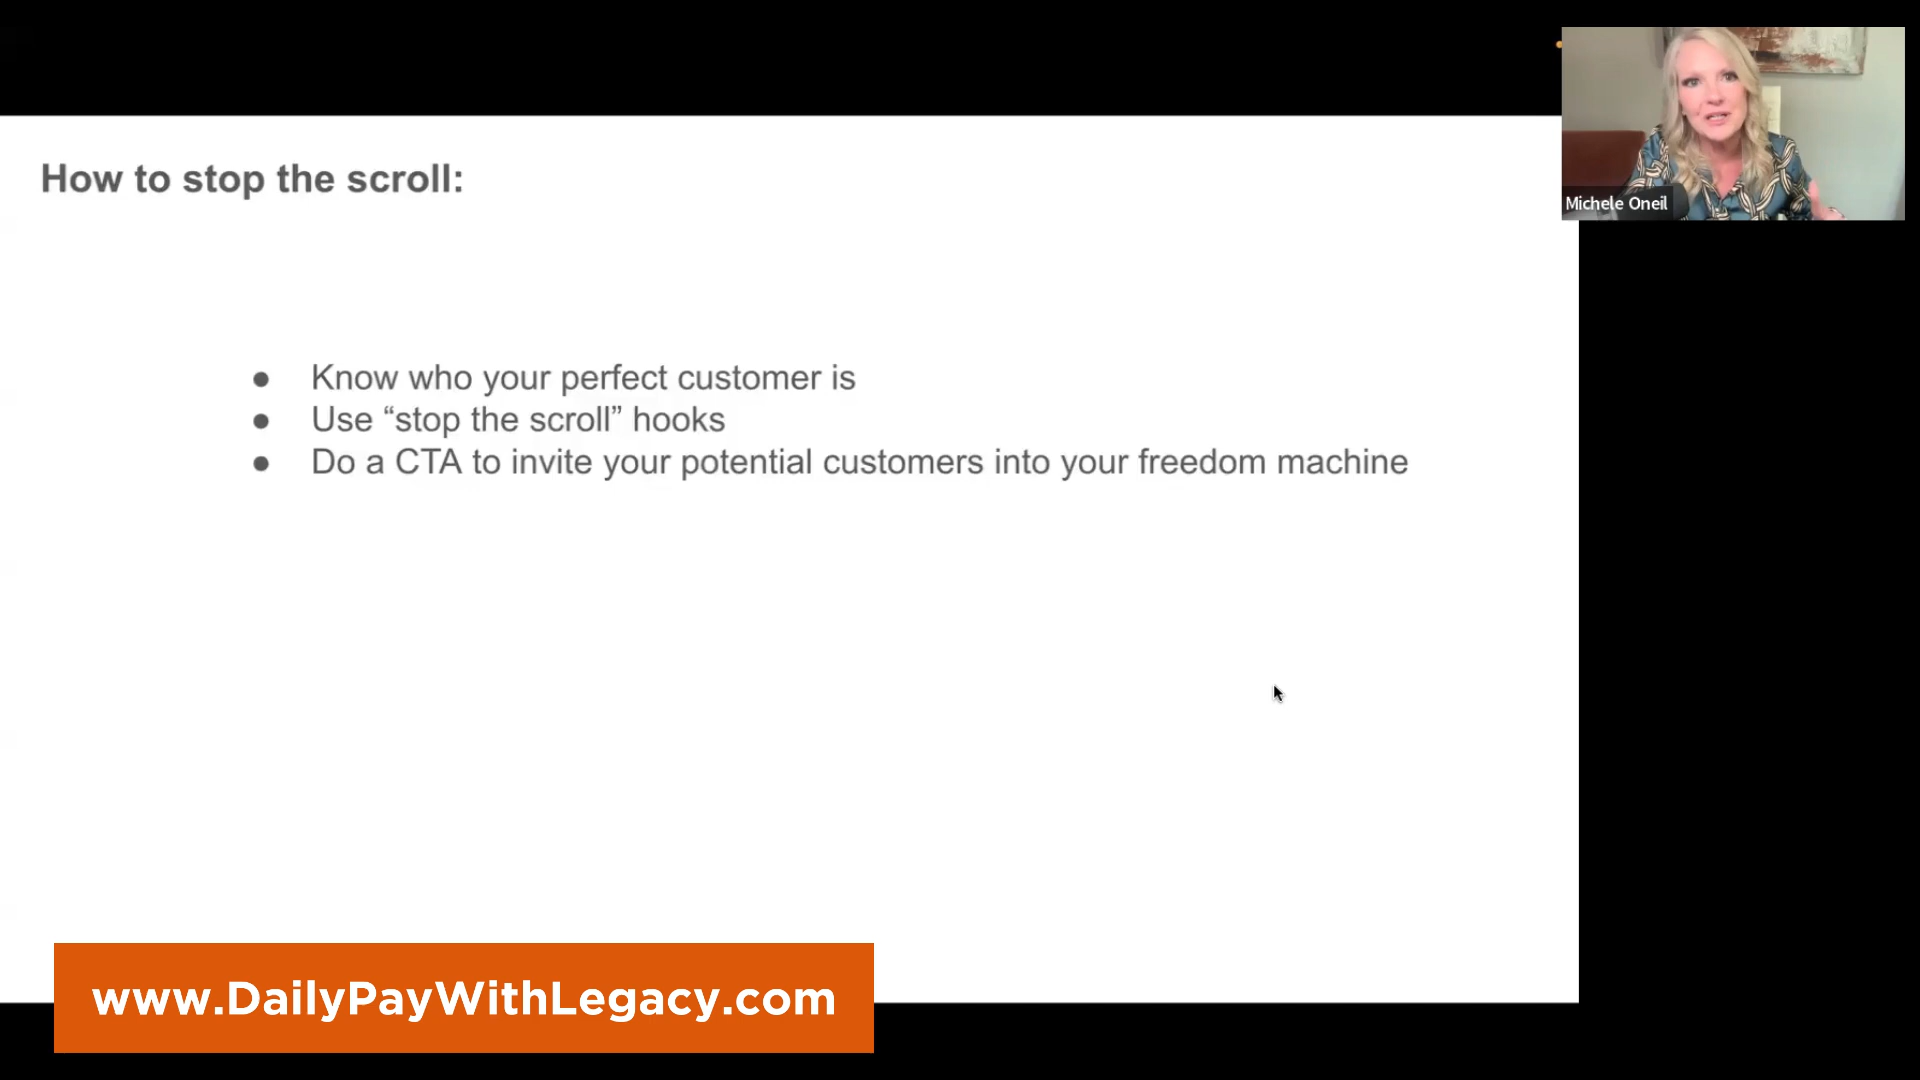 How to stop the scroll:
Michele Oneil
● Know who your perfect customer is
● Use “stop the scroll” hooks
● Do a CTA to invite your potential customers into your freedom machine
www.DailyPayWithLegacy.com